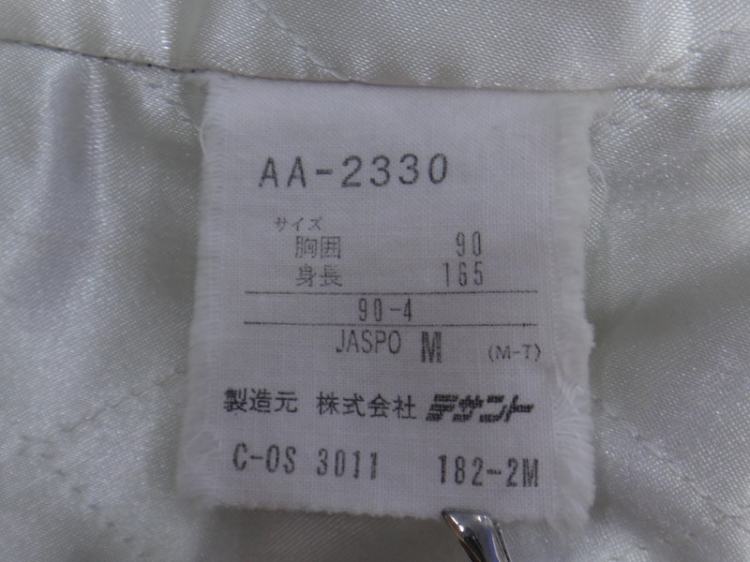 AA-2330
サイズ
胸囲 90
身長 165
90-4
JASPO M (M-T)
製造元 株式会社 デサント
C-OS 3011 182-2M